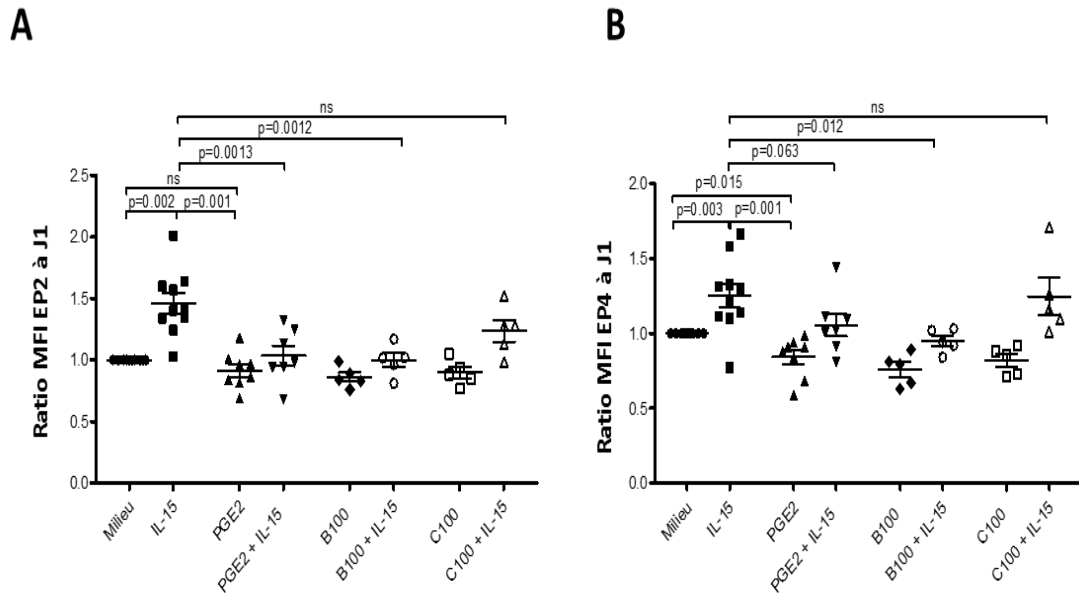 A
ns
p=0.0012
p=0.0013
ns
p=0.002
p=0.001
Ratio MFI EP2 à J1
2.5
2.0
1.5
1.0
0.5
0.0
Milieu
IL-15
PGE2
PGE2 + IL-15
B100
B100 + IL-15
C100
C100 + IL-15
B
ns
p=0.012
p=0.063
p=0.015
p=0.003
p=0.001
Ratio MFI EP4 à J1
2.0
1.5
1.0
0.5
0.0
Milieu
IL-15
PGE2
PGE2 + IL-15
B100
B100 + IL-15
C100
C100 + IL-15